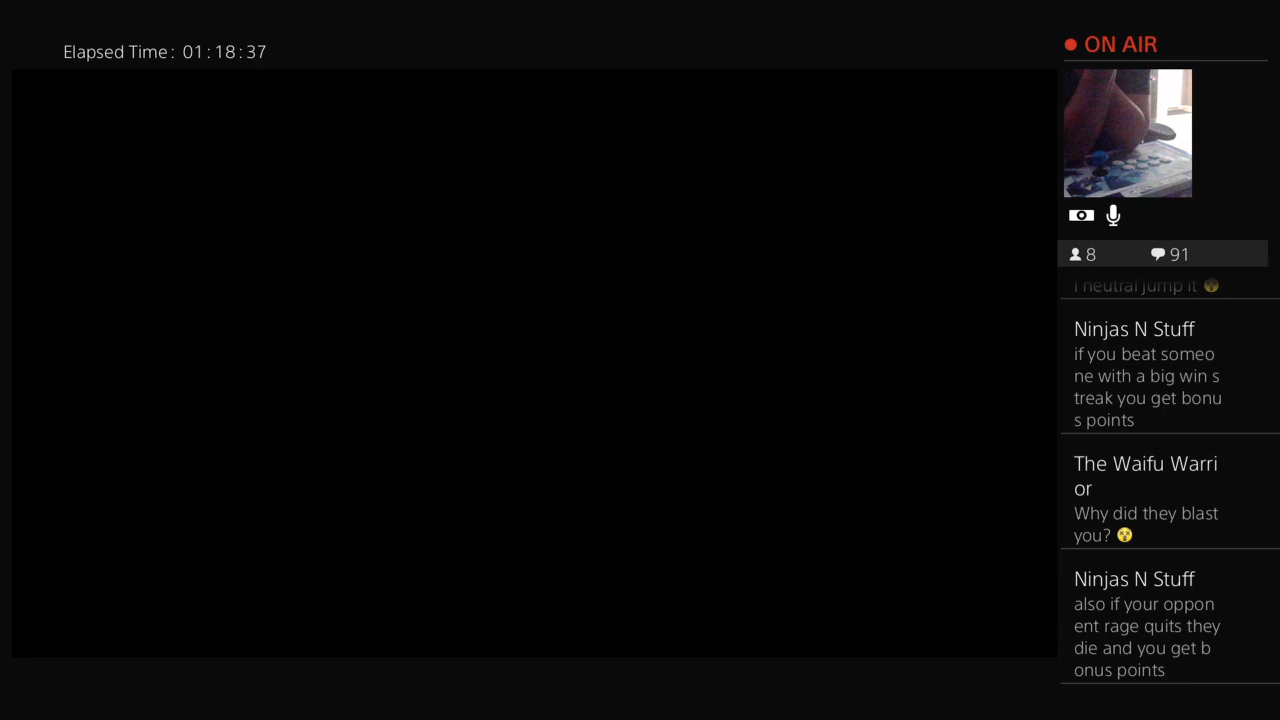 Elapsed Time: 01:18:37
ON AIR
8 91
I neutral jump it 😲
Ninjas N Stuff
if you beat someo
ne with a big win s
treak you get bonu
s points
The Waifu Warri
or
Why did they blast
you? 😵
Ninjas N Stuff
also if your oppon
ent rage quits they
die and you get b
onus points